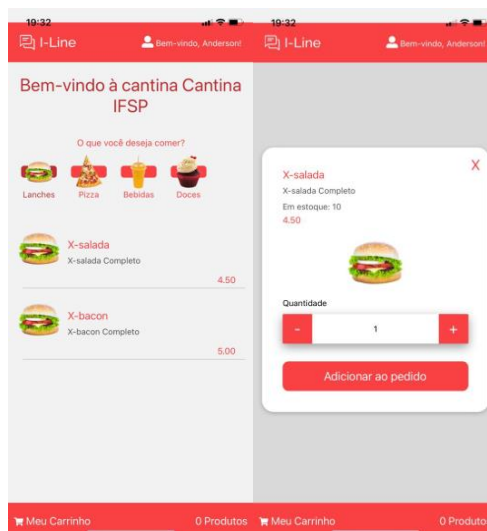 19:32
I-Line
Bem-vindo, Anderson!
Bem-vindo à cantina Cantina
IFSP
O que você deseja comer?
Lanches
Pizza
Bebidas
Doces
X-salada
X-salada Completo
4.50
X-bacon
X-bacon Completo
5.00
Meu Carrinho
0 Produtos
19:32
I-Line
Bem-vindo, Anderson!
X
X-salada
X-salada Completo
Em estoque: 10
4.50
Quantidade
-
1
+
Adicionar ao pedido
Meu Carrinho
0 Produto